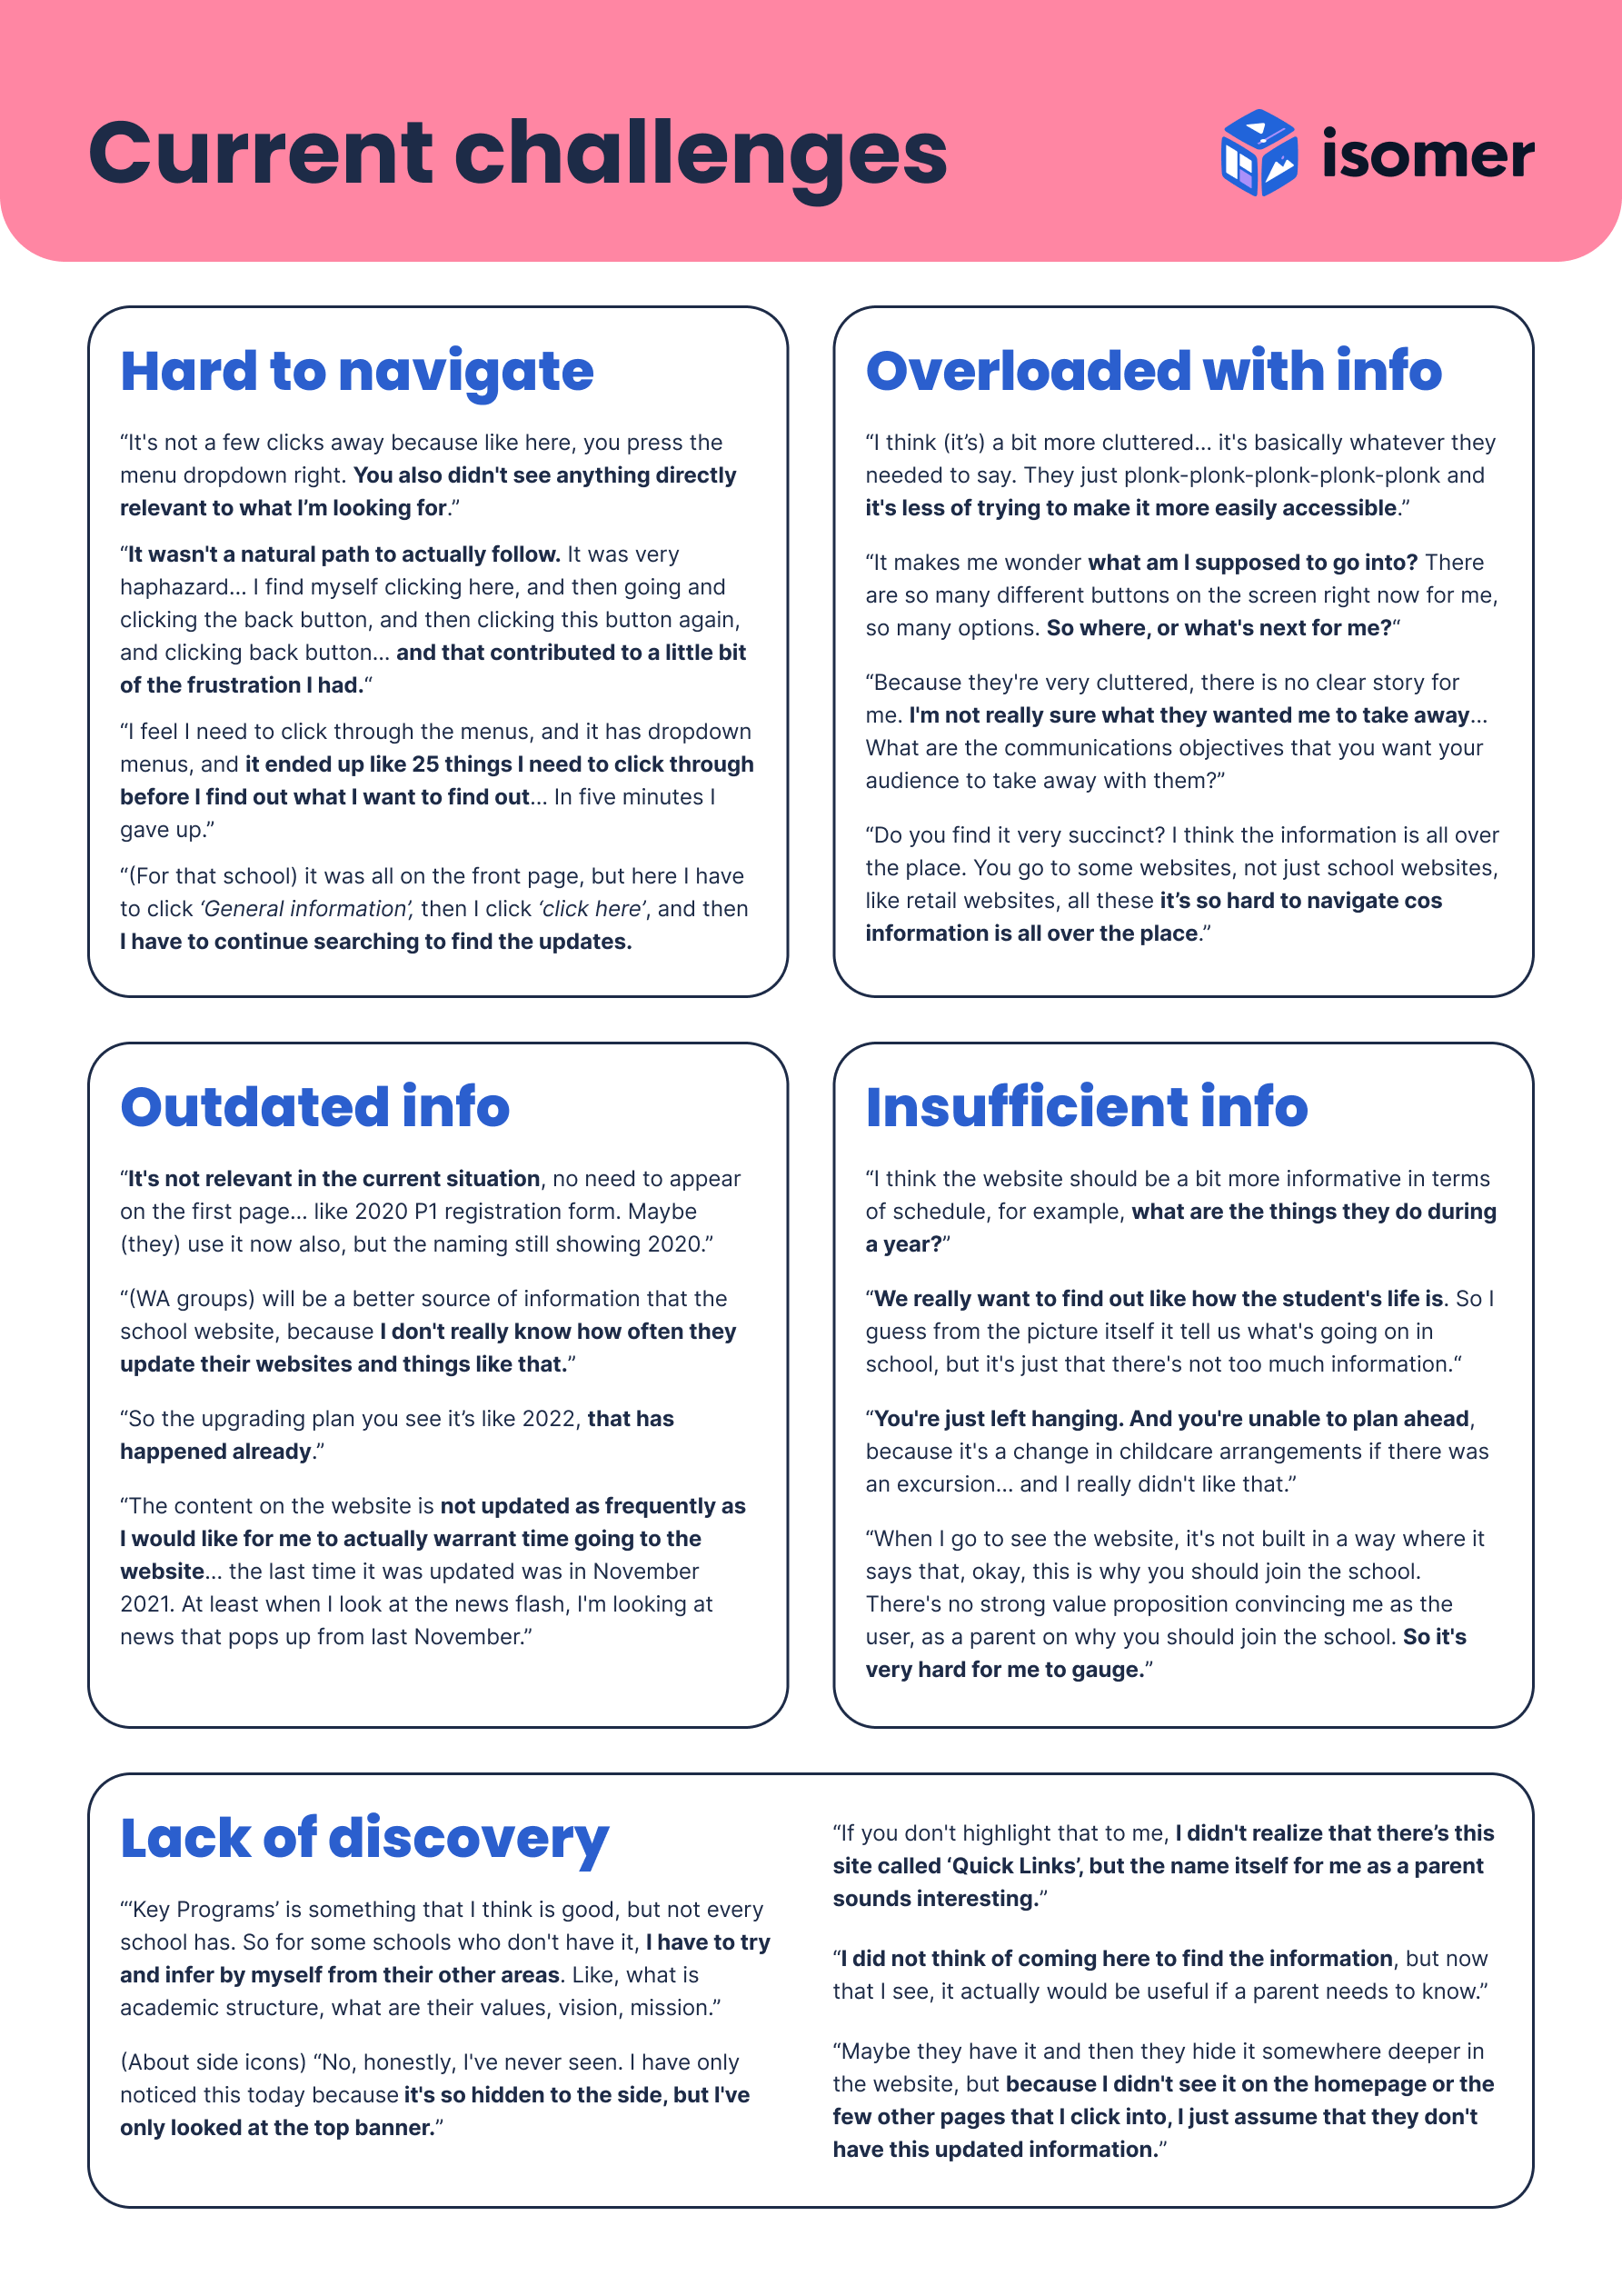 Current challenges
isomer
Hard to navigate
“It's not a few clicks away because like here, you press the
menu dropdown right. You also didn't see anything directly
relevant to what I’m looking for.”
“It wasn't a natural path to actually follow. It was very
haphazard... I find myself clicking here, and then going and
clicking the back button, and then clicking this button again,
and clicking back button... and that contributed to a little bit
of the frustration I had.“
“I feel I need to click through the menus, and it has dropdown
menus, and it ended up like 25 things I need to click through
before I find out what I want to find out... In five minutes I
gave up.”
“(For that school) it was all on the front page, but here I have
to click ‘General information’, then I click ‘click here’, and then
I have to continue searching to find the updates.
Overloaded with info
“I think (it’s) a bit more cluttered... it's basically whatever they
needed to say. They just plonk-plonk-plonk-plonk-plonk and
it's less of trying to make it more easily accessible.”
“It makes me wonder what am I supposed to go into? There
are so many different buttons on the screen right now for me,
so many options. So where, or what's next for me?“
“Because they're very cluttered, there is no clear story for
me. I'm not really sure what they wanted me to take away...
What are the communications objectives that you want your
audience to take away with them?”
“Do you find it very succinct? I think the information is all over
the place. You go to some websites, not just school websites,
like retail websites, all these it’s so hard to navigate cos
information is all over the place.”
Outdated info
“It's not relevant in the current situation, no need to appear
on the first page... like 2020 P1 registration form. Maybe
(they) use it now also, but the naming still showing 2020.”
“(WA groups) will be a better source of information that the
school website, because I don't really know how often they
update their websites and things like that.”
“So the upgrading plan you see it’s like 2022, that has
happened already.”
“The content on the website is not updated as frequently as
I would like for me to actually warrant time going to the
website... the last time it was updated was in November
2021. At least when I look at the news flash, I'm looking at
news that pops up from last November.”
Insufficient info
“I think the website should be a bit more informative in terms
of schedule, for example, what are the things they do during
a year?”
“We really want to find out like how the student's life is. So I
guess from the picture itself it tell us what's going on in
school, but it's just that there's not too much information.“
“You're just left hanging. And you're unable to plan ahead,
because it's a change in childcare arrangements if there was
an excursion... and I really didn't like that.”
“When I go to see the website, it's not built in a way where it
says that, okay, this is why you should join the school.
There's no strong value proposition convincing me as the
user, as a parent on why you should join the school. So it's
very hard for me to gauge.”
Lack of discovery
“‘Key Programs’ is something that I think is good, but not every
school has. So for some schools who don't have it, I have to try
and infer by myself from their other areas. Like, what is
academic structure, what are their values, vision, mission.”
(About side icons) “No, honestly, I've never seen. I have only
noticed this today because it's so hidden to the side, but I've
only looked at the top banner.”
“If you don't highlight that to me, I didn't realize that there’s this
site called ‘Quick Links’, but the name itself for me as a parent
sounds interesting.”
“I did not think of coming here to find the information, but now
that I see, it actually would be useful if a parent needs to know.”
“Maybe they have it and then they hide it somewhere deeper in
the website, but because I didn't see it on the homepage or the
few other pages that I click into, I just assume that they don't
have this updated information.”